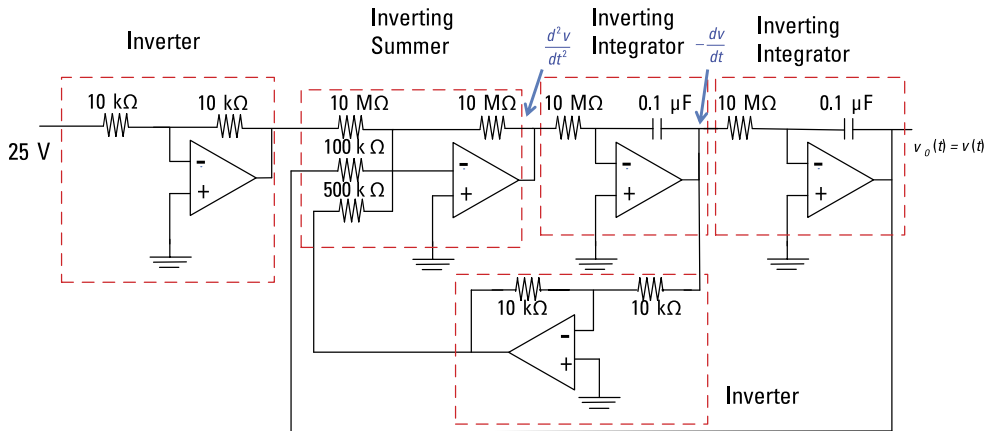 Inverter
Inverting
Summer
d²v
dt²
Inverting
Integrator
-dv
dt
Inverting
Integrator
10 kΩ
10 kΩ
10 MΩ
10 MΩ
10 MΩ
0.1 µF
10 MΩ
0.1 µF
25 V
100 k Ω
500 k Ω
v₀(t) = v(t)
-
+
-
+
-
+
-
+
10 kΩ
10 kΩ
-
+
Inverter